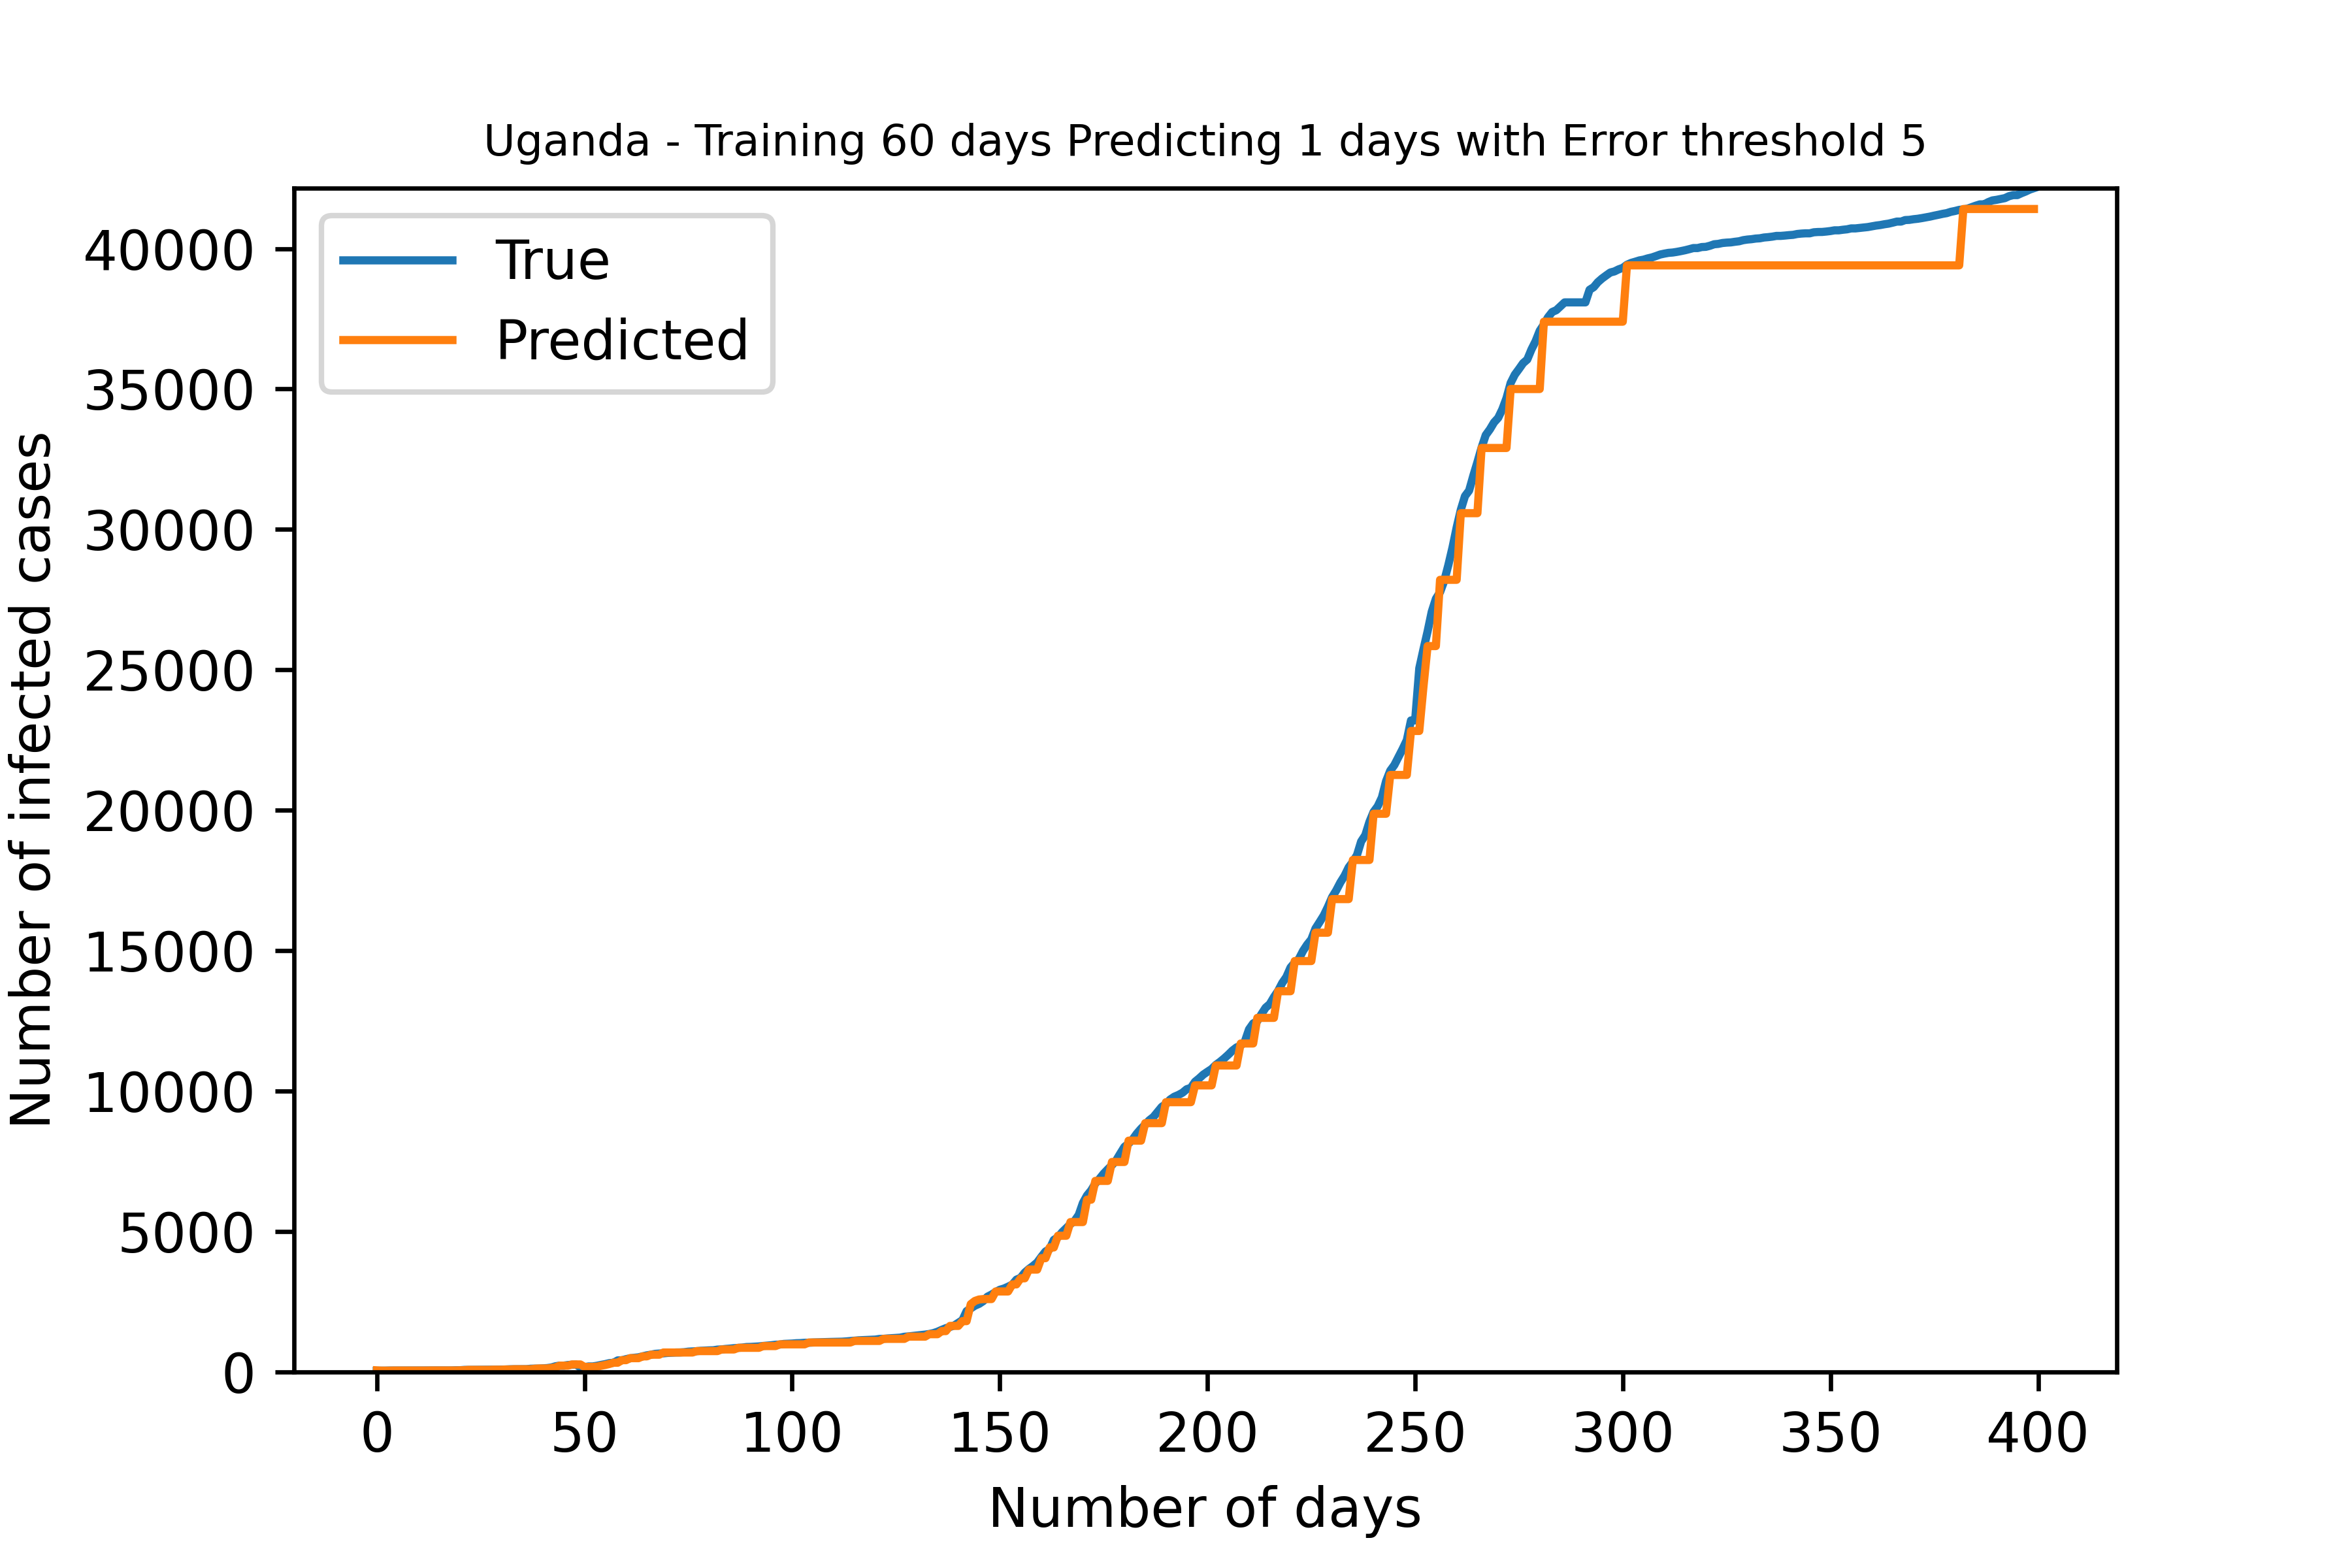 Uganda - Training 60 days Predicting 1 days with Error threshold 5
True
Predicted
Number of infected cases
40000
35000
30000
25000
20000
15000
10000
5000
0
0 50 100 150 200 250 300 350 400
Number of days